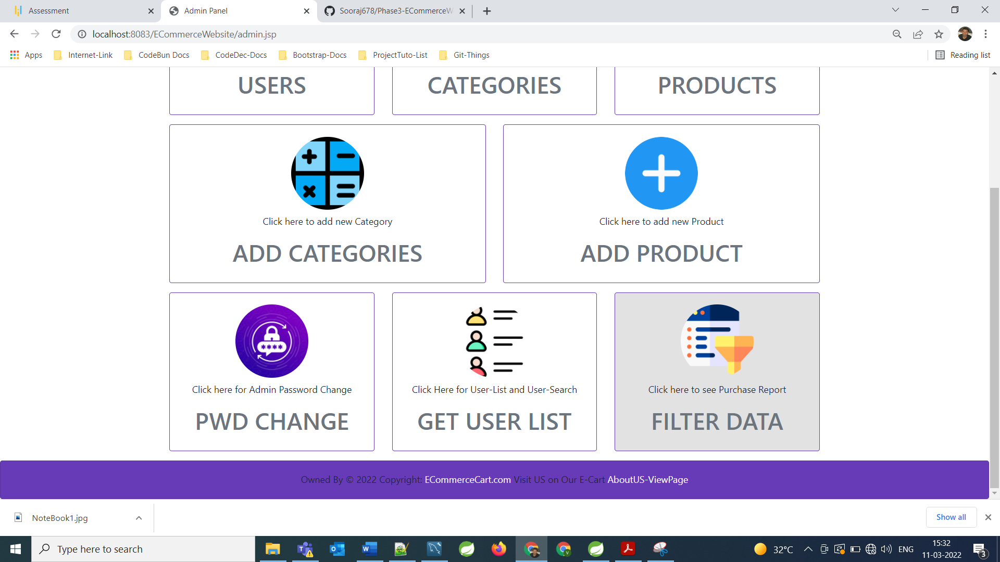 Assessment
Admin Panel
Sooraj678/Phase3-ECommerceW
localhost:8083/ECommerceWebsite/admin.jsp
Apps
Internet-Link
CodeBun Docs
CodeDec-Docs
Bootstrap-Docs
ProjectTuto-List
Git-Things
Reading list
USERS
CATEGORIES
PRODUCTS
Click here to add new Category
ADD CATEGORIES
Click here to add new Product
ADD PRODUCT
****
Click here for Admin Password Change
PWD CHANGE
Click Here for User-List and User-Search
GET USER LIST
Click here to see Purchase Report
FILTER DATA
Owned By © 2022 Copyright: ECommerceCart.com Visit US on Our E-Cart AboutUS-ViewPage
NoteBook1.jpg
Show all
Type here to search
32°C
ENG
15:32
11-03-2022
3